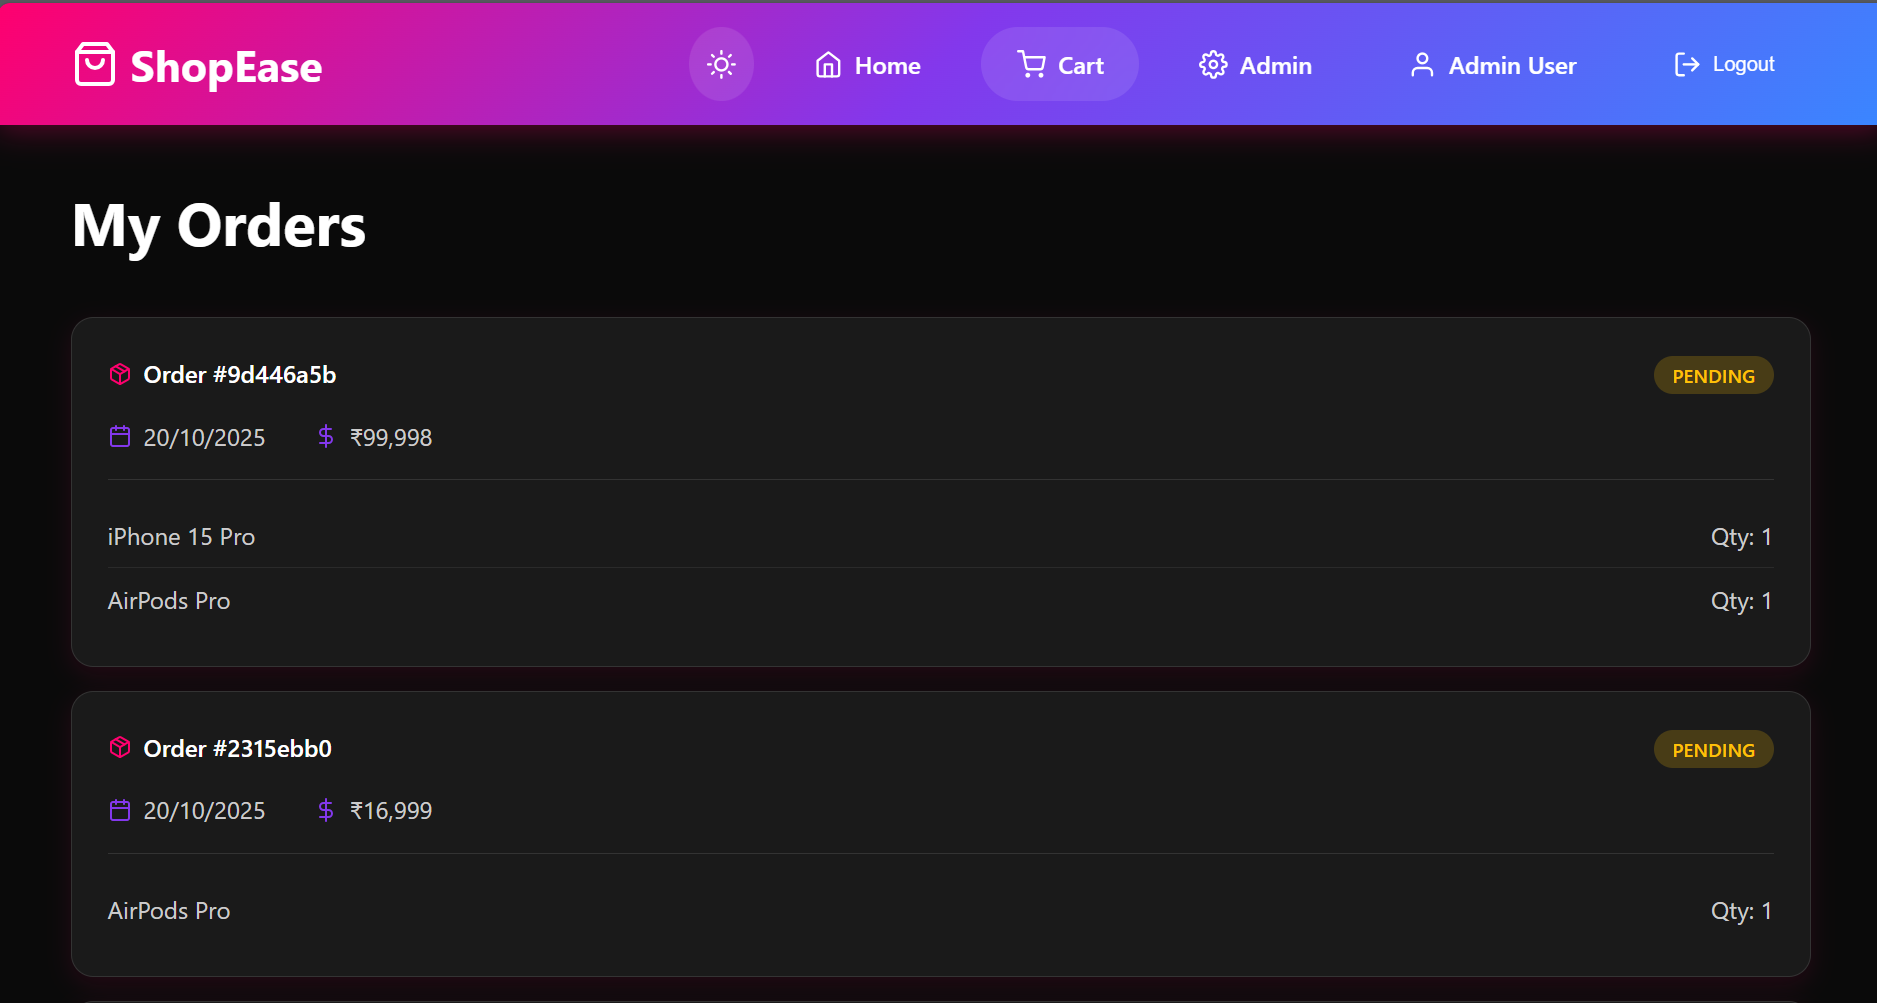 ShopEase
Home
Cart
Admin
Admin User
Logout
My Orders
Order #9d446a5b
PENDING
20/10/2025
₹99,998
iPhone 15 Pro
Qty: 1
AirPods Pro
Qty: 1
Order #2315ebb0
PENDING
20/10/2025
₹16,999
AirPods Pro
Qty: 1